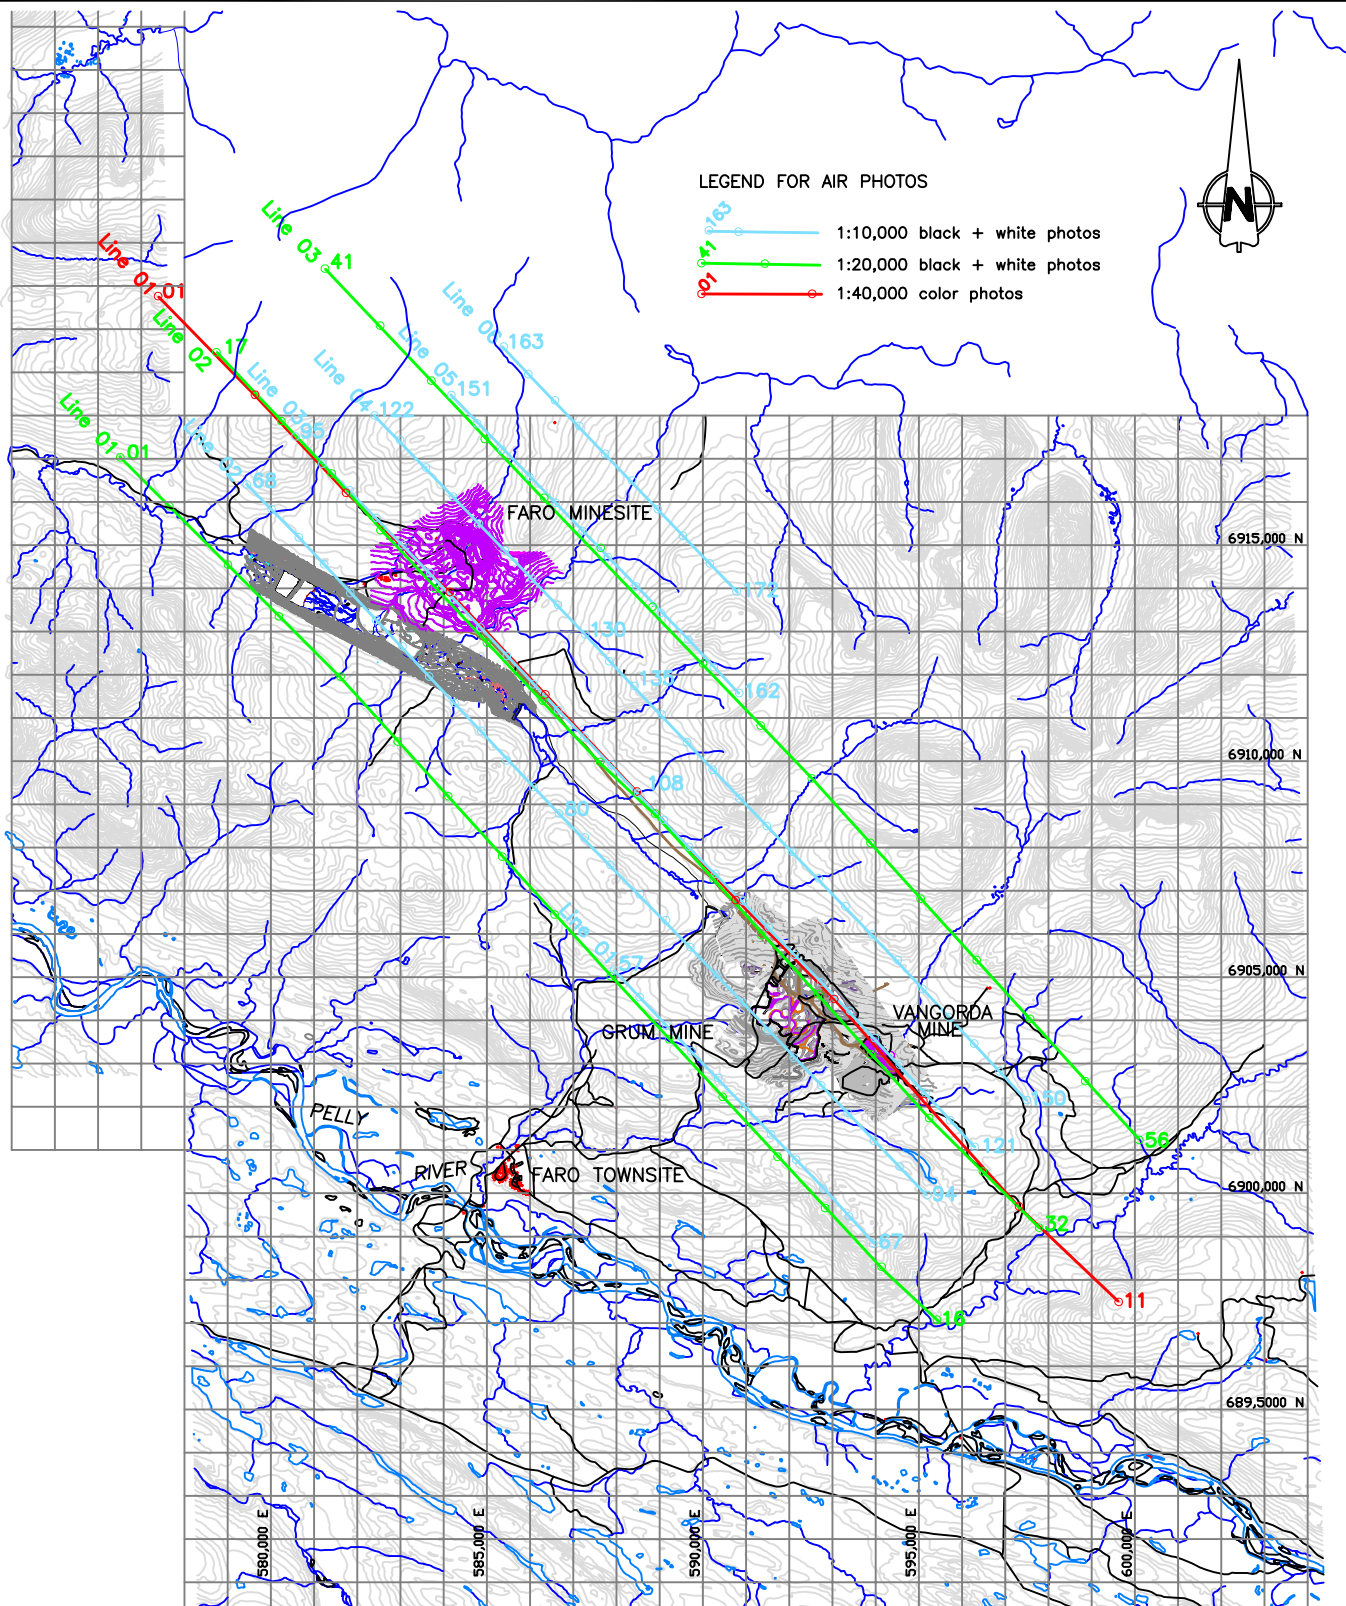 LEGEND FOR AIR PHOTOS
163
1:10,000 black + white photos
41
1:20,000 black + white photos
01
1:40,000 color photos
N
Line 03 41
Line 01 01
Line 02 17
Line 06 163
Line 05 151
Line 04 122
Line 03 95
Line 02 68
Line 01 01
FARO MINESITE
6915,000 N
172
130
135
162
6910,000 N
108
80
Line 01 57
6905,000 N
VANGORDA
MINE
GRUM MINE
150
PELLY
RIVER
FARO TOWNSITE
56
121
94
6900,000 N
32
67
11
16
689,5000 N
580,000 E
585,000 E
590,000 E
595,000 E
600,000 E